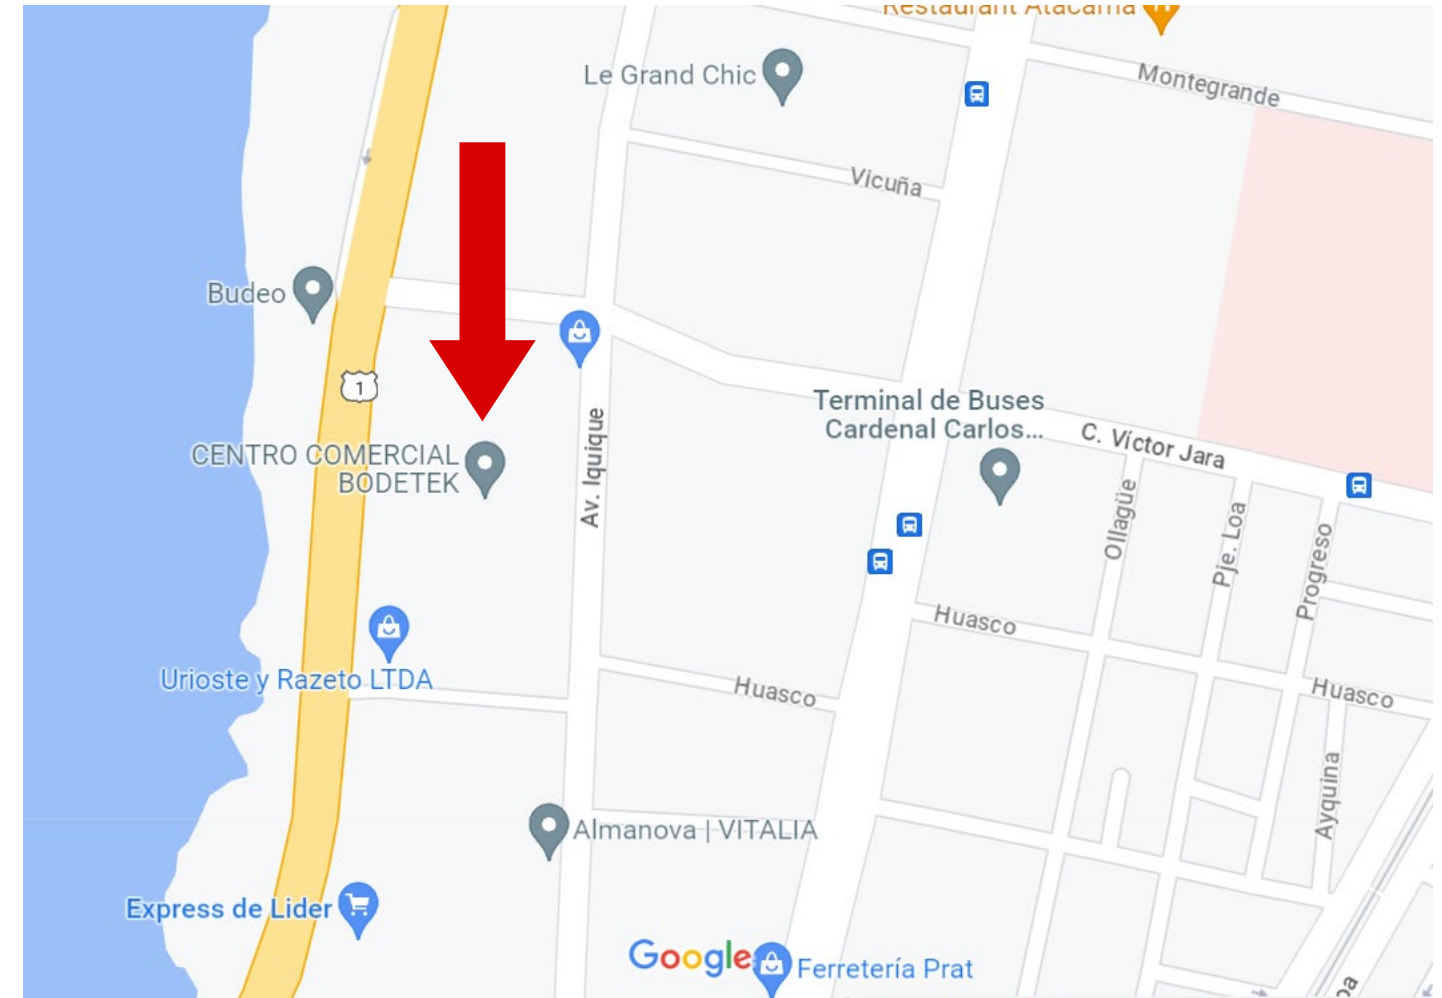 Restaurant Atacama
Le Grand Chic
Montegrande
Vicuña
Budeo
1
Terminal de Buses
Cardenal Carlos...
C. Víctor Jara
CENTRO COMERCIAL
BODETEK
Av. Iquique
Ollagüe
Pje. Loa
Progreso
Huasco
Urioste y Razeto LTDA
Huasco
Huasco
Ayquina
Almanova | VITALIA
Express de Lider
Google
Ferretería Prat